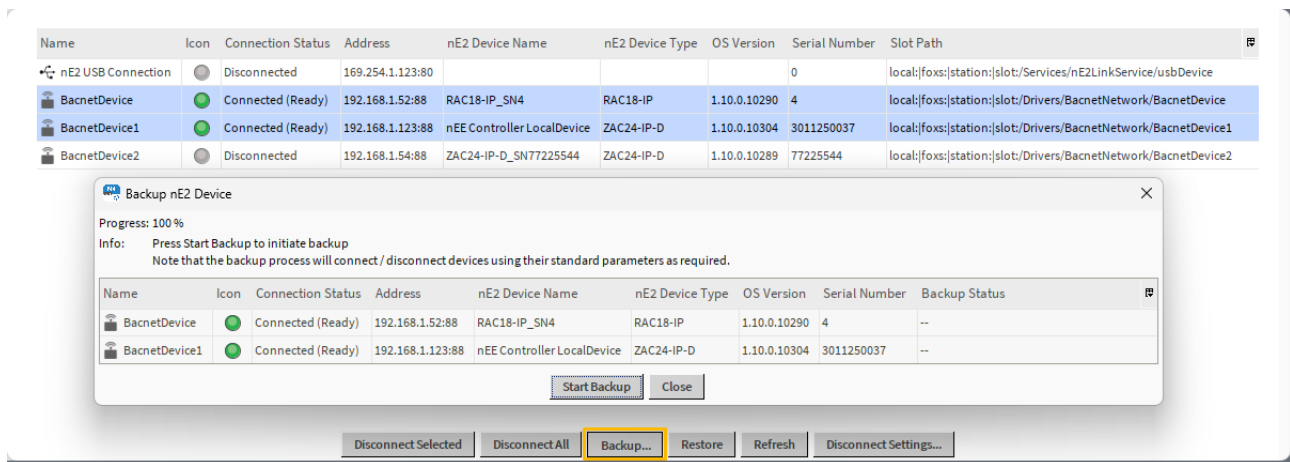 Name Icon Connection Status Address nE2 Device Name nE2 Device Type OS Version Serial Number Slot Path
nE2 USB Connection Disconnected 169.254.1.123:80 0 local:|foxs:|station:|slot:/Services/nE2LinkService/usbDevice
BacnetDevice Connected (Ready) 192.168.1.52:88 RAC18-IP_SN4 RAC18-IP 1.10.0.10290 4 local:|foxs:|station:|slot:/Drivers/BacnetNetwork/BacnetDevice
BacnetDevice1 Connected (Ready) 192.168.1.123:88 nEE Controller LocalDevice ZAC24-IP-D 1.10.0.10304 3011250037 local:|foxs:|station:|slot:/Drivers/BacnetNetwork/BacnetDevice1
BacnetDevice2 Disconnected 192.168.1.54:88 ZAC24-IP-D_SN77225544 ZAC24-IP-D 1.10.0.10289 77225544 local:|foxs:|station:|slot:/Drivers/BacnetNetwork/BacnetDevice2
Backup nE2 Device
Progress: 100 %
Info: Press Start Backup to initiate backup
Note that the backup process will connect / disconnect devices using their standard parameters as required.
Name Icon Connection Status Address nE2 Device Name nE2 Device Type OS Version Serial Number Backup Status
BacnetDevice Connected (Ready) 192.168.1.52:88 RAC18-IP_SN4 RAC18-IP 1.10.0.10290 4 --
BacnetDevice1 Connected (Ready) 192.168.1.123:88 nEE Controller LocalDevice ZAC24-IP-D 1.10.0.10304 3011250037 --
Start Backup Close
Disconnect Selected Disconnect All Backup... Restore Refresh Disconnect Settings...